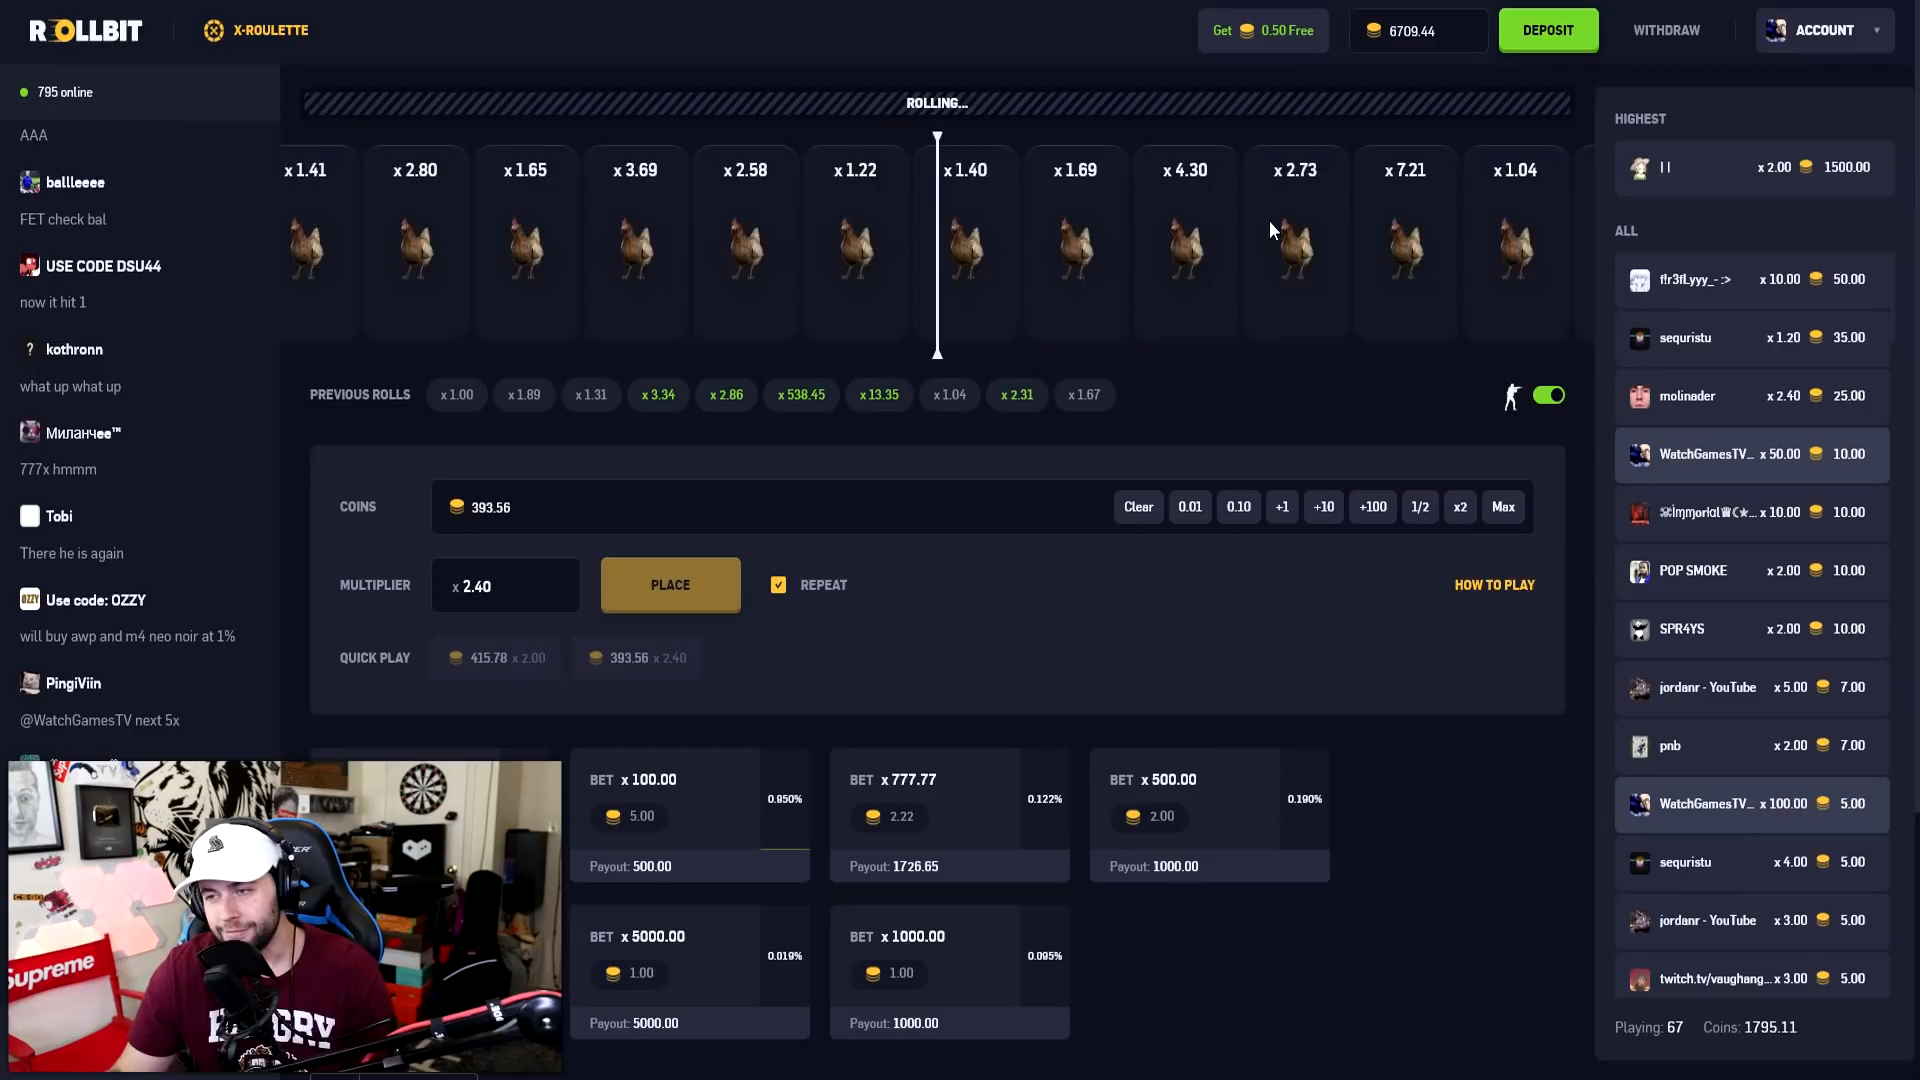 ROLLBIT
X-ROULETTE
Get 0.50 Free
6709.44
DEPOSIT
WITHDRAW
ACCOUNT
795 online
AAA
ballleeee
FET check bal
USE CODE DSU44
now it hit 1
? kothronn
what up what up
Миланчee™
777x hmmm
Tobi
There he is again
OZZY Use code: OZZY
will buy awp and m4 neo noir at 1%
PingiViin
@WatchGamesTV next 5x
ROLLING...
x 1.41 x 2.80 x 1.65 x 3.69 x 2.58 x 1.22 x 1.40 x 1.69 x 4.30 x 2.73 x 7.21 x 1.04
PREVIOUS ROLLS x 1.00 x 1.89 x 1.31 x 3.34 x 2.86 x 538.45 x 13.35 x 1.04 x 2.31 x 1.67
COINS 393.56 Clear 0.01 0.10 +1 +10 +100 1/2 x2 Max
MULTIPLIER x 2.40 PLACE REPEAT HOW TO PLAY
QUICK PLAY 415.78 x 2.00 393.56 x 2.40
BET x 100.00
5.00
0.950%
Payout: 500.00
BET x 777.77
2.22
0.122%
Payout: 1726.65
BET x 500.00
2.00
0.190%
Payout: 1000.00
BET x 5000.00
1.00
0.019%
Payout: 5000.00
BET x 1000.00
1.00
0.095%
Payout: 1000.00
HIGHEST
x 2.00 1500.00
ALL
f!r3fLyyy_- :> x 10.00 50.00
sequristu x 1.20 35.00
molinader x 2.40 25.00
WatchGamesTV... x 50.00 10.00
x 10.00 10.00
POP SMOKE x 2.00 10.00
SPR4YS x 2.00 10.00
jordanr - YouTube x 5.00 7.00
pnb x 2.00 7.00
WatchGamesTV... x 100.00 5.00
sequristu x 4.00 5.00
jordanr - YouTube x 3.00 5.00
twitch.tv/vaughang... x 3.00 5.00
Playing: 67 Coins: 1795.11
Supreme